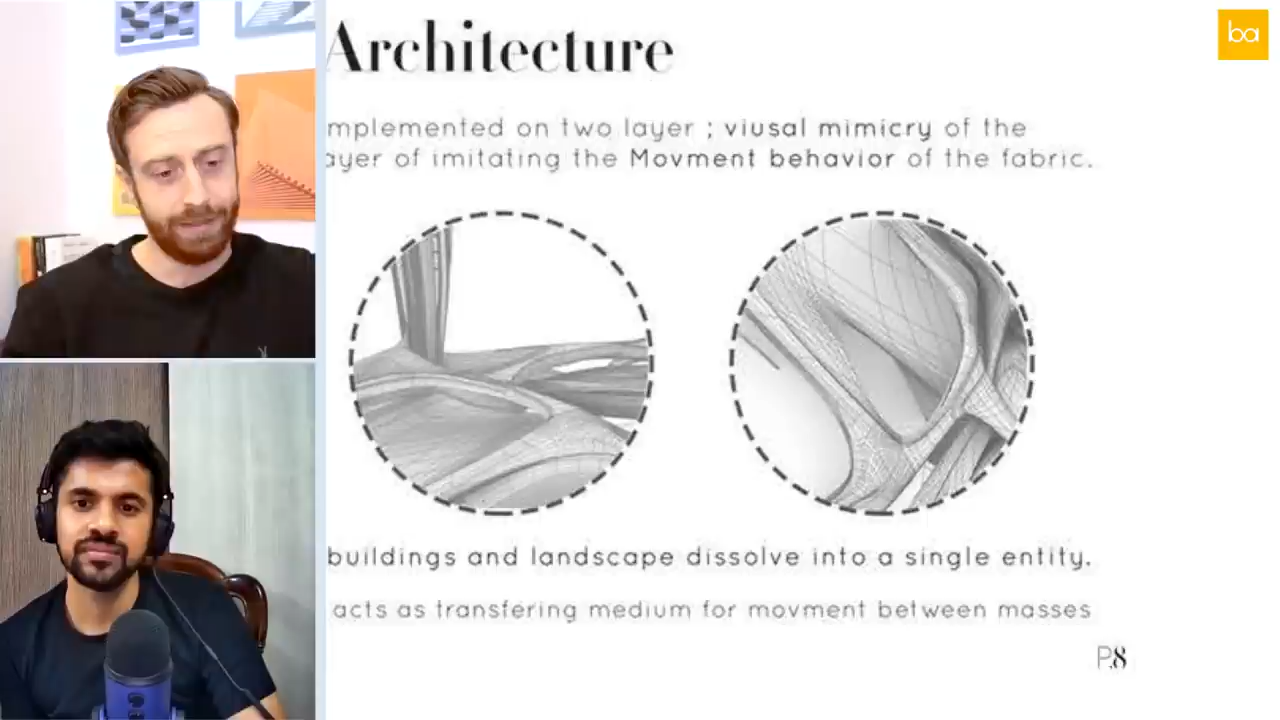 Architecture
ba
mplemented on two layer ; viusal mimicry of the
ayer of imitating the Movment behavior of the fabric.
buildings and landscape dissolve into a single entity.
acts as transfering medium for movment between masses
P.8